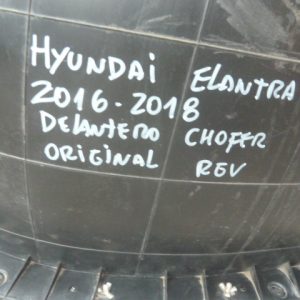 HYUNDAI ELANTRA
2016-2018
DELANTERO CHOFER
ORIGINAL REV